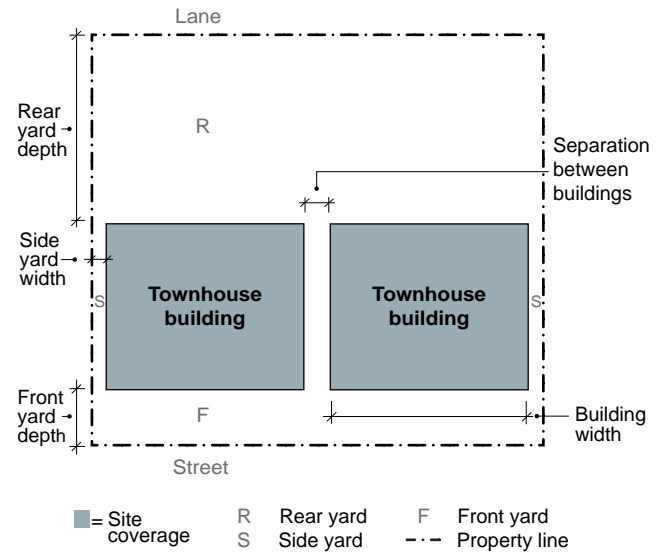 Lane
Rear
yard
depth
R
Separation
between
buildings
Side
yard
width
S
Townhouse
building
Townhouse
building
S
Front
yard
depth
F
Building
width
Street
= Site
coverage
R Rear yard
F Front yard
S Side yard
Property line